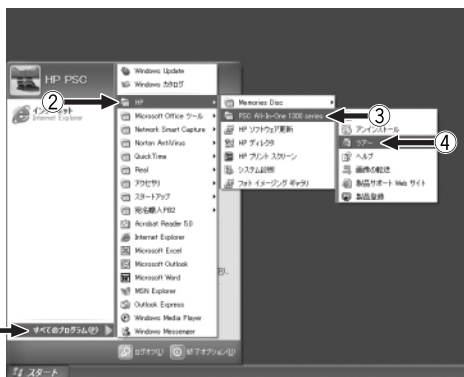 HP PSC
インターネット
Internet Explorer
すべてのプログラム(P)
Windows Update
Windows カタログ
② HP
Microsoft Office ツール
Network Smart Capture
Norton AntiVirus
QuickTime
Real
アクセサリ
スタートアップ
宛名職人PB2
Acrobat Reader 5.0
Internet Explorer
Microsoft Excel
Microsoft Outlook
Microsoft Word
MSN Explorer
Outlook Express
Windows Media Player
Windows Messenger
Memories Disc
PSC All-In-One 1300 series ③
HP ソフトウェア更新
HP ディレクタ
HP プリント スクリーン
システム診断
フォト イメージング ギャラリ
アンインストール
ツアー ④
ヘルプ
画像の転送
製品サポート Web サイト
製品登録
ログオフ(L)
終了オプション(U)
スタート